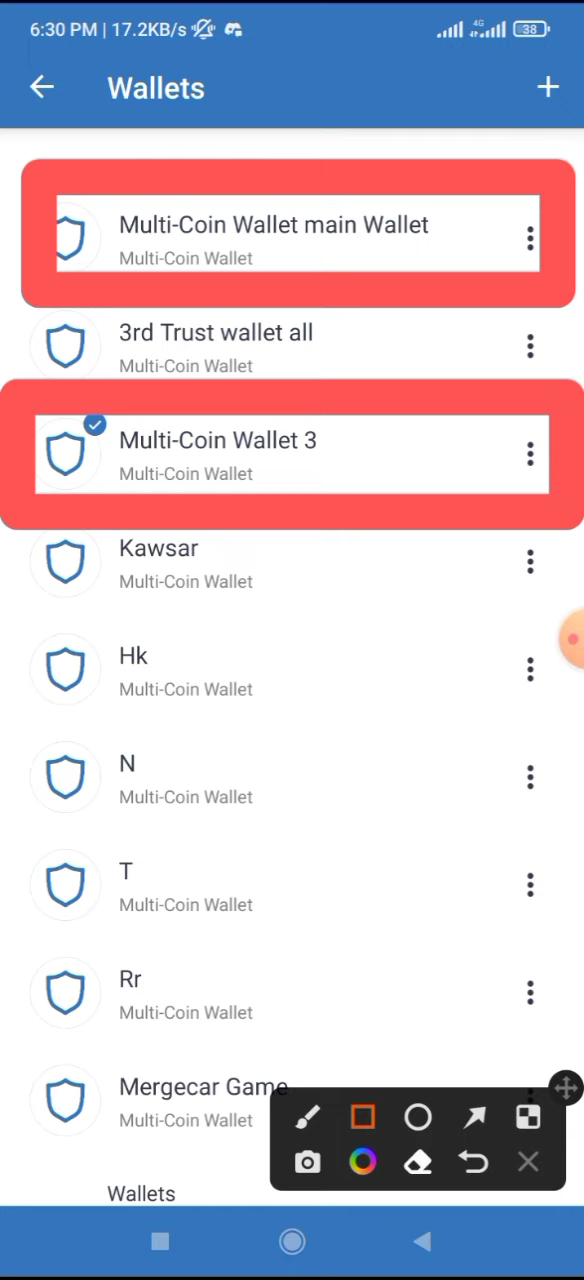 6:30 PM | 17.2KB/s 4G 38
Wallets
Multi-Coin Wallet main Wallet
Multi-Coin Wallet
3rd Trust wallet all
Multi-Coin Wallet
Multi-Coin Wallet 3
Multi-Coin Wallet
Kawsar
Multi-Coin Wallet
Hk
Multi-Coin Wallet
N
Multi-Coin Wallet
T
Multi-Coin Wallet
Rr
Multi-Coin Wallet
Mergecar Game
Multi-Coin Wallet
Wallets